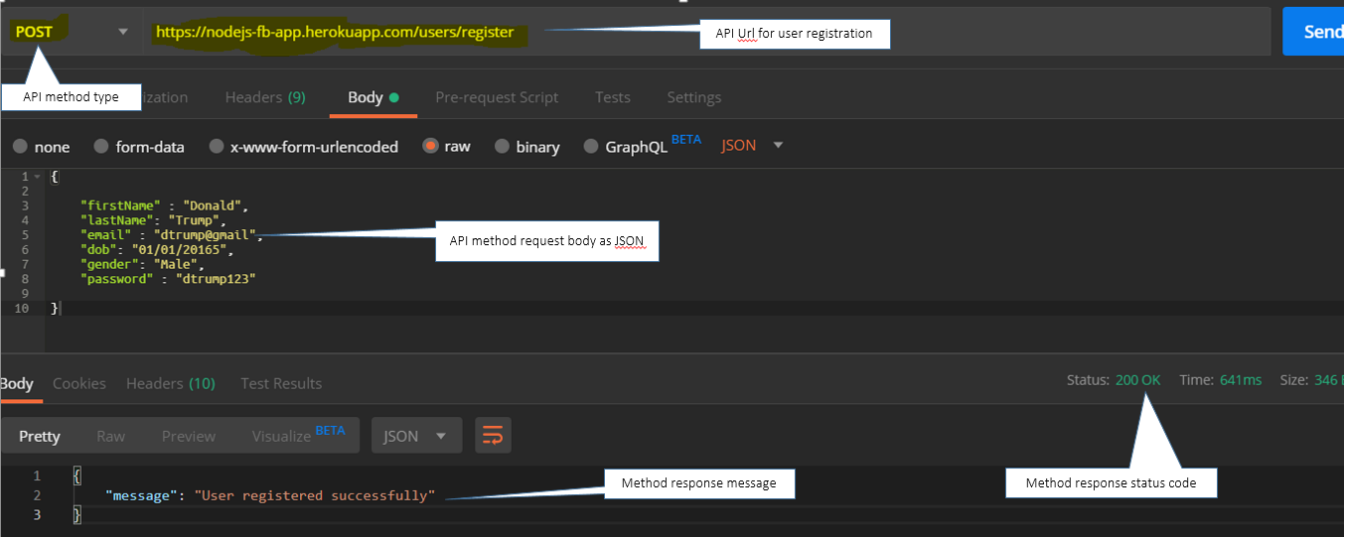 POST https://nodejs-fb-app.herokuapp.com/users/register Send
API Url for user registration
API method type
ization Headers (9) Body Pre-request Script Tests Settings
none form-data x-www-form-urlencoded raw binary GraphQL BETA JSON
1 {
2
3 "firstName" : "Donald",
4 "lastName": "Trump",
5 "email" : "dtrump@gmail",
6 "dob": "01/01/20165",
7 "gender": "Male",
8 "password" : "dtrump123"
9
10 }
API method request body as JSON
Body Cookies Headers (10) Test Results Status: 200 OK Time: 641ms Size: 346
Pretty Raw Preview Visualize BETA JSON
1 {
2 "message": "User registered successfully"
3 }
Method response message
Method response status code